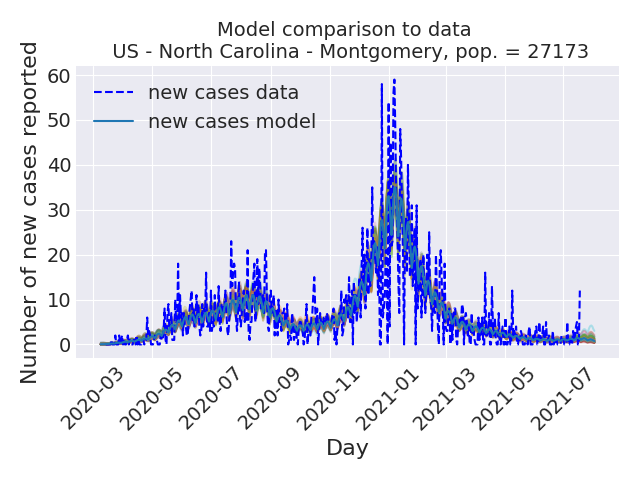 Model comparison to data
US - North Carolina - Montgomery, pop. = 27173
Number of new cases reported
60
50
40
30
20
10
0
new cases data
new cases model
2020-03
2020-05
2020-07
2020-09
2020-11
2021-01
2021-03
2021-05
2021-07
Day